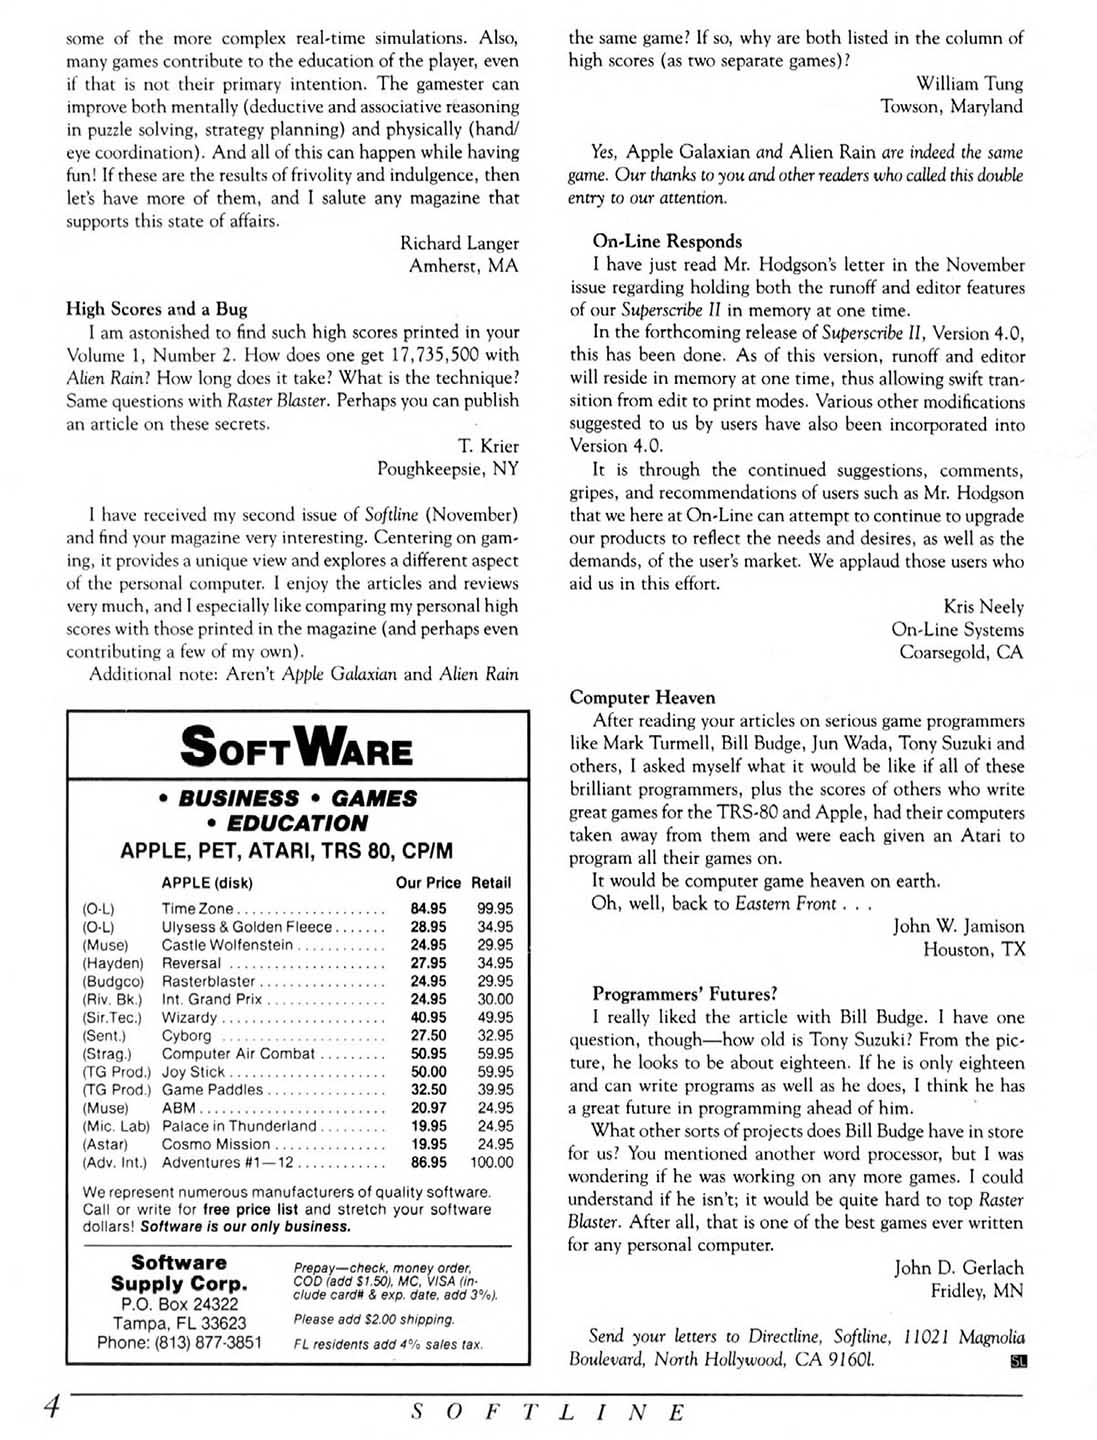 some of the more complex real-time simulations. Also,
many games contribute to the education of the player, even
if that is not their primary intention. The gamester can
improve both mentally (deductive and associative reasoning
in puzzle solving, strategy planning) and physically (hand/
eye coordination). And all of this can happen while having
fun! If these are the results of frivolity and indulgence, then
let's have more of them, and I salute any magazine that
supports this state of affairs.
Richard Langer
Amherst, MA
High Scores and a Bug
I am astonished to find such high scores printed in your
Volume 1, Number 2. How does one get 17,735,500 with
Alien Rain? How long does it take? What is the technique?
Same questions with Raster Blaster. Perhaps you can publish
an article on these secrets.
T. Krier
Poughkeepsie, NY
I have received my second issue of Softline (November)
and find your magazine very interesting. Centering on gam-
ing, it provides a unique view and explores a different aspect
of the personal computer. I enjoy the articles and reviews
very much, and I especially like comparing my personal high
scores with those printed in the magazine (and perhaps even
contributing a few of my own).
Additional note: Aren't Apple Galaxian and Alien Rain
the same game? If so, why are both listed in the column of
high scores (as two separate games)?
William Tung
Towson, Maryland
Yes, Apple Galaxian and Alien Rain are indeed the same
game. Our thanks to you and other readers who called this double
entry to our attention.
On-Line Responds
I have just read Mr. Hodgson's letter in the November
issue regarding holding both the runoff and editor features
of our Superscribe II in memory at one time.
In the forthcoming release of Superscribe II, Version 4.0,
this has been done. As of this version, runoff and editor
will reside in memory at one time, thus allowing swift tran-
sition from edit to print modes. Various other modifications
suggested to us by users have also been incorporated into
Version 4.0.
It is through the continued suggestions, comments,
gripes, and recommendations of users such as Mr. Hodgson
that we here at On-Line can attempt to continue to upgrade
our products to reflect the needs and desires, as well as the
demands, of the user's market. We applaud those users who
aid us in this effort.
Kris Neely
On-Line Systems
Coarsegold, CA
Computer Heaven
After reading your articles on serious game programmers
like Mark Turmell, Bill Budge, Jun Wada, Tony Suzuki and
others, I asked myself what it would be like if all of these
brilliant programmers, plus the scores of others who write
great games for the TRS-80 and Apple, had their computers
taken away from them and were each given an Atari to
program all their games on.
It would be computer game heaven on earth.
Oh, well, back to Eastern Front . . .
John W. Jamison
Houston, TX
Programmers' Futures?
I really liked the article with Bill Budge. I have one
question, though—how old is Tony Suzuki? From the pic-
ture, he looks to be about eighteen. If he is only eighteen
and can write programs as well as he does, I think he has
a great future in programming ahead of him.
What other sorts of projects does Bill Budge have in store
for us? You mentioned another word processor, but I was
wondering if he was working on any more games. I could
understand if he isn't; it would be quite hard to top Raster
Blaster. After all, that is one of the best games ever written
for any personal computer.
John D. Gerlach
Fridley, MN
Send your letters to Directline, Softline, 11021 Magnolia
Boulevard, North Hollywood, CA 91601. SL
SOFTWARE
• BUSINESS • GAMES
• EDUCATION
APPLE, PET, ATARI, TRS 80, CP/M
APPLE (disk) Our Price Retail
(O-L) Time Zone 84.95 99.95
(O-L) Ulysess & Golden Fleece 28.95 34.95
(Muse) Castle Wolfenstein 24.95 29.95
(Hayden) Reversal 27.95 34.95
(Budgco) Rasterblaster 24.95 29.95
(Riv. Bk.) Int. Grand Prix 24.95 30.00
(Sir.Tec.) Wizardy 40.95 49.95
(Sent.) Cyborg 27.50 32.95
(Strag.) Computer Air Combat 50.95 59.95
(TG Prod.) Joy Stick 50.00 59.95
(TG Prod.) Game Paddles 32.50 39.95
(Muse) ABM 20.97 24.95
(Mic. Lab) Palace in Thunderland 19.95 24.95
(Astar) Cosmo Mission 19.95 24.95
(Adv. Int.) Adventures #1—12 86.95 100.00
We represent numerous manufacturers of quality software.
Call or write for free price list and stretch your software
dollars! Software is our only business.
Software
Supply Corp.
P.O. Box 24322
Tampa, FL 33623
Phone: (813) 877-3851
Prepay—check, money order,
COD (add $1.50), MC, VISA (in-
clude card# & exp. date, add 3%).
Please add $2.00 shipping.
FL residents add 4% sales tax.
4
SOFTLINE